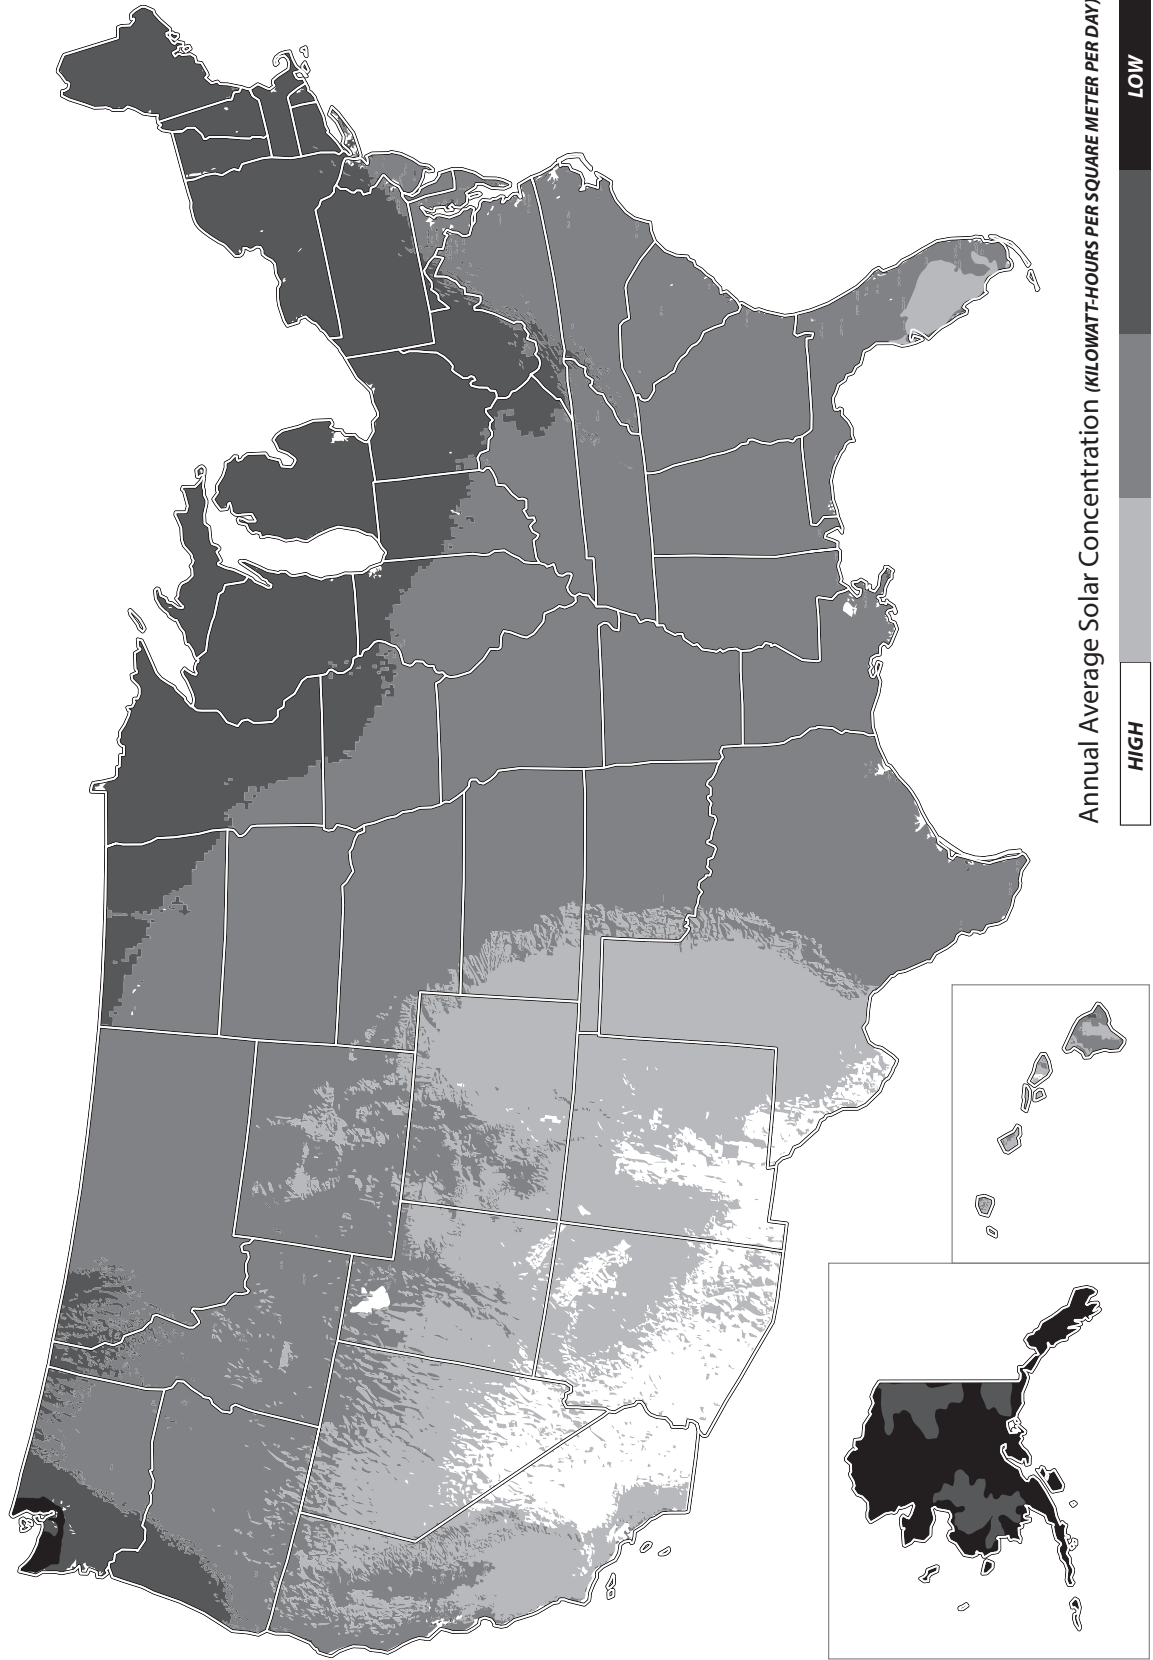 Annual Average Solar Concentration (KILOWATT-HOURS PER SQUARE METER PER DAY)
HIGH
LOW